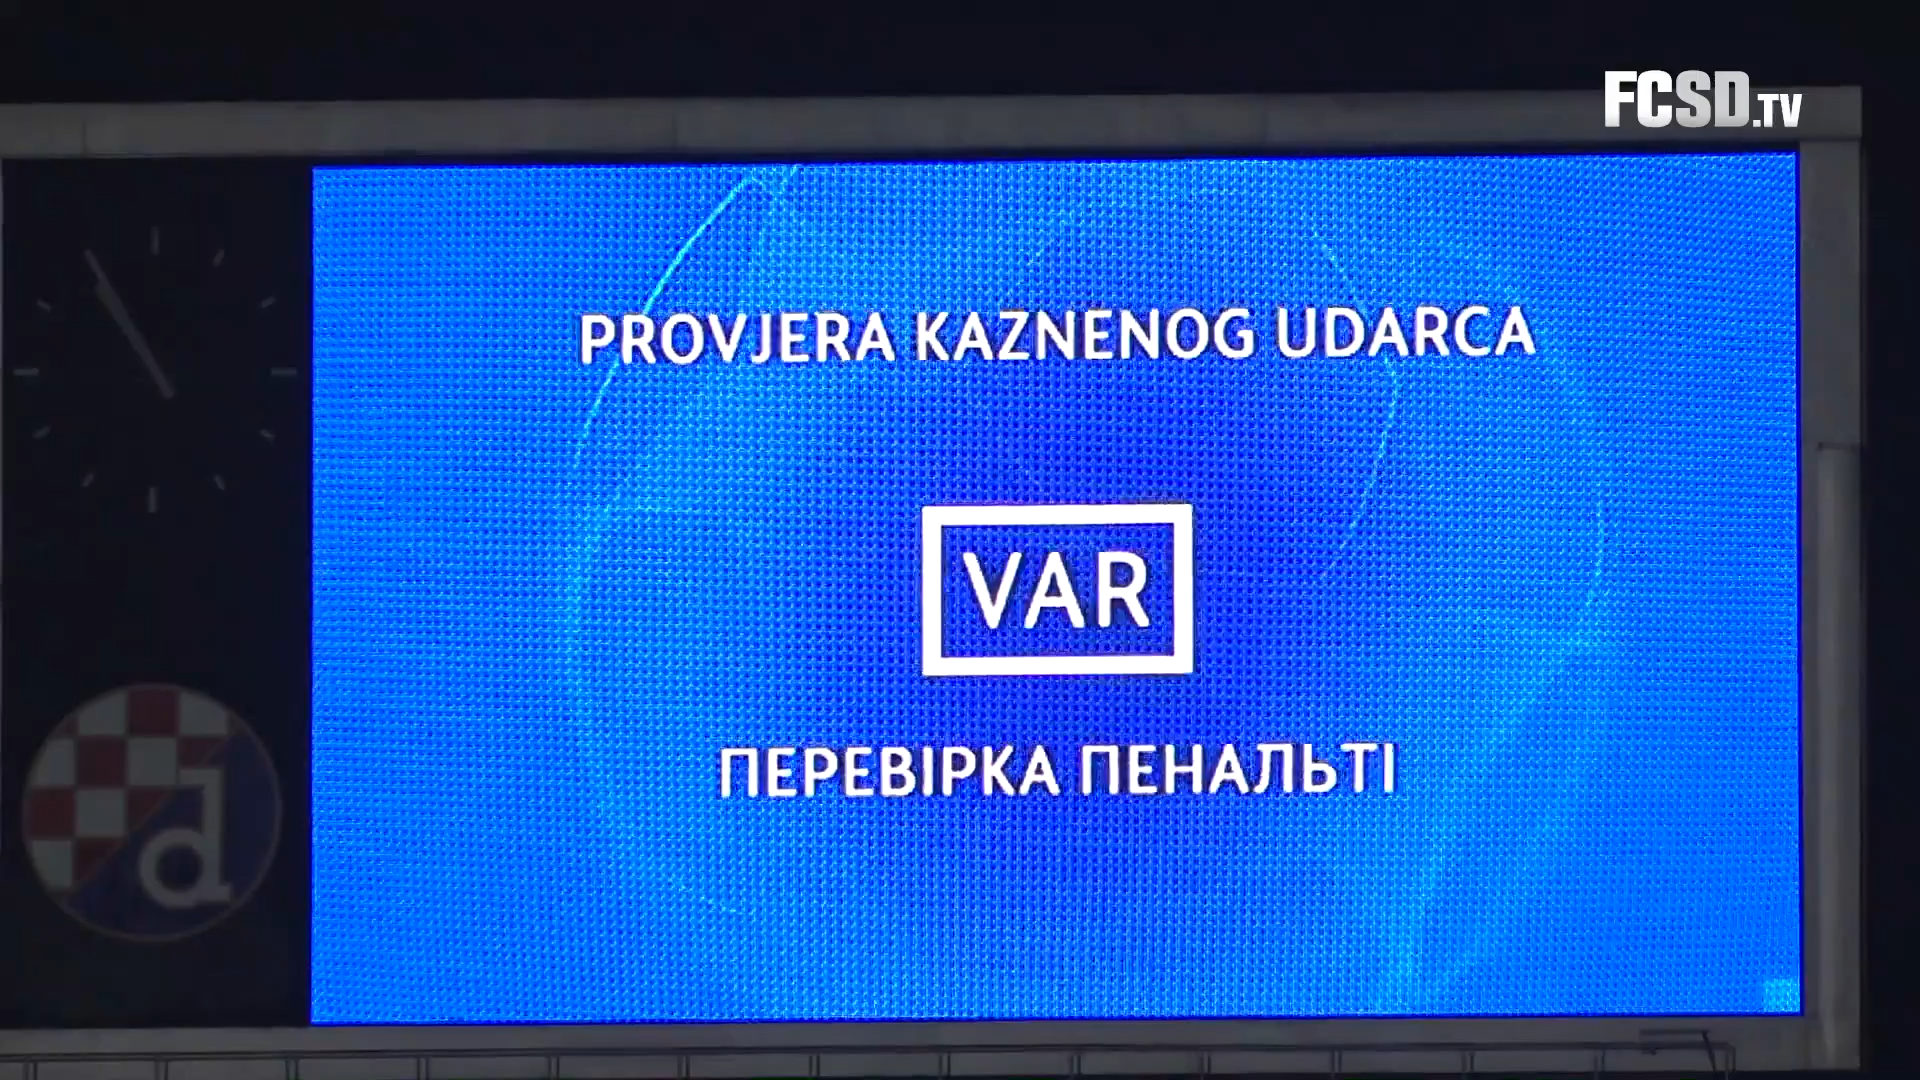 FCSD.TV
PROVJERA KAZNENOG UDARCA
VAR
ПЕРЕВІРКА ПЕНАЛЬТІ
d